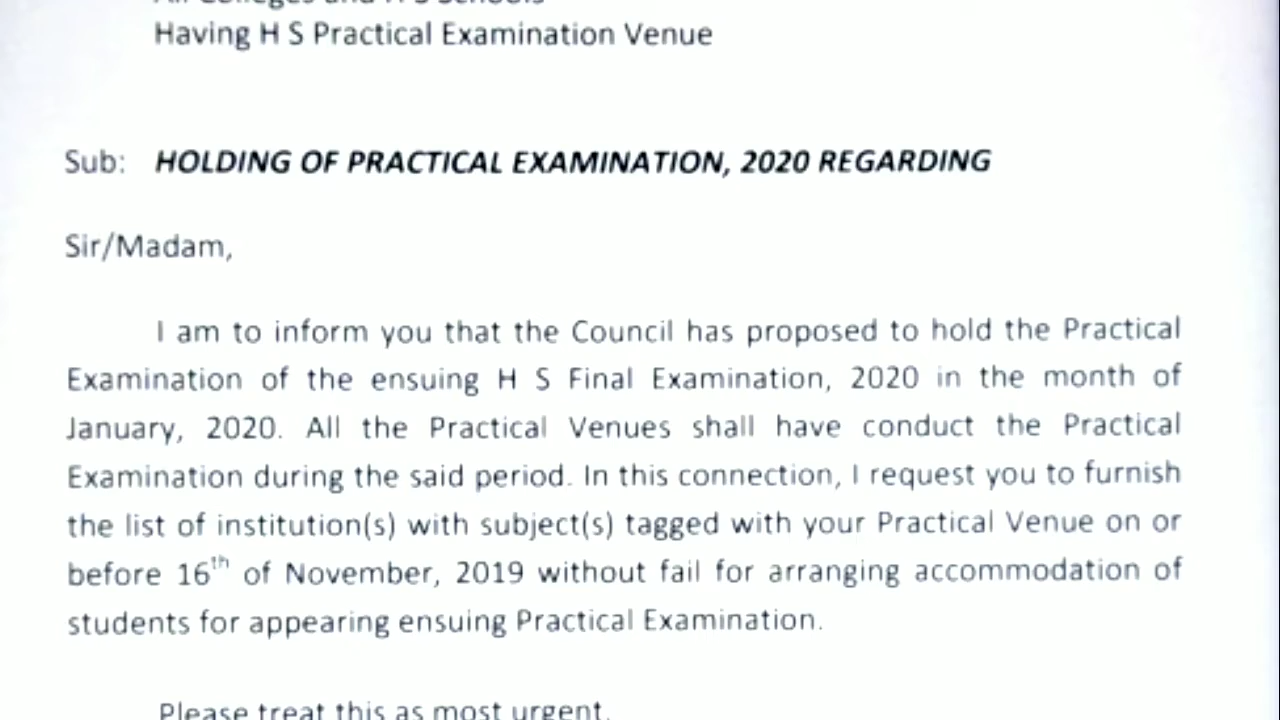 All Colleges and H S Schools
Having H S Practical Examination Venue
Sub: HOLDING OF PRACTICAL EXAMINATION, 2020 REGARDING
Sir/Madam,
I am to inform you that the Council has proposed to hold the Practical
Examination of the ensuing H S Final Examination, 2020 in the month of
January, 2020. All the Practical Venues shall have conduct the Practical
Examination during the said period. In this connection, I request you to furnish
the list of institution(s) with subject(s) tagged with your Practical Venue on or
before 16th of November, 2019 without fail for arranging accommodation of
students for appearing ensuing Practical Examination.
Please treat this as most urgent.